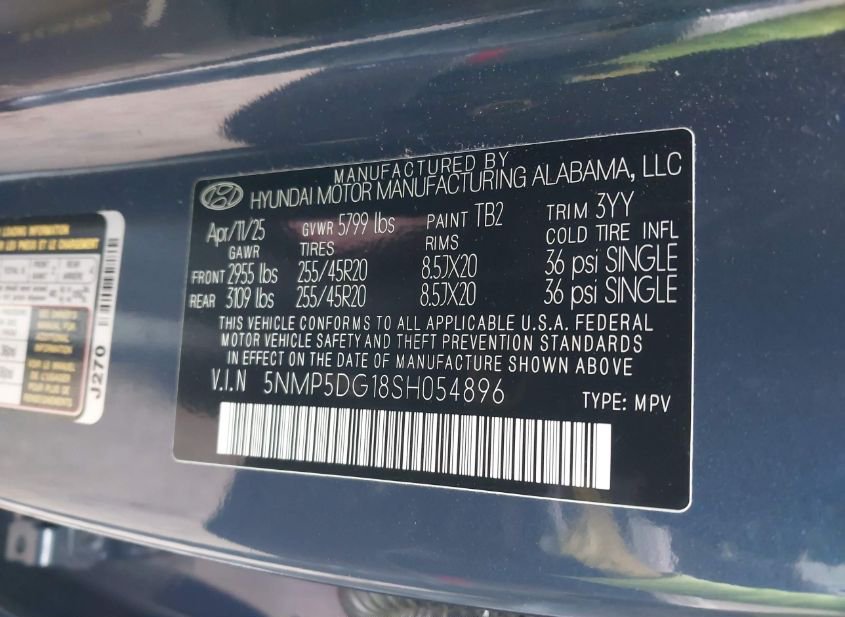 MANUFACTURED BY
HYUNDAI MOTOR MANUFACTURING ALABAMA, LLC
Apr/11/25 GVWR 5799 lbs PAINT TB2 TRIM 3YY
GAWR TIRES RIMS COLD TIRE INFL
FRONT 2955 lbs 255/45R20 8.5JX20 36 psi SINGLE
REAR 3109 lbs 255/45R20 8.5JX20 36 psi SINGLE
THIS VEHICLE CONFORMS TO ALL APPLICABLE U.S.A. FEDERAL
MOTOR VEHICLE SAFETY AND THEFT PREVENTION STANDARDS
IN EFFECT ON THE DATE OF MANUFACTURE SHOWN ABOVE
V.I.N 5NMP5DG18SH054896 TYPE: MPV
LOADING INFORMATION
J270